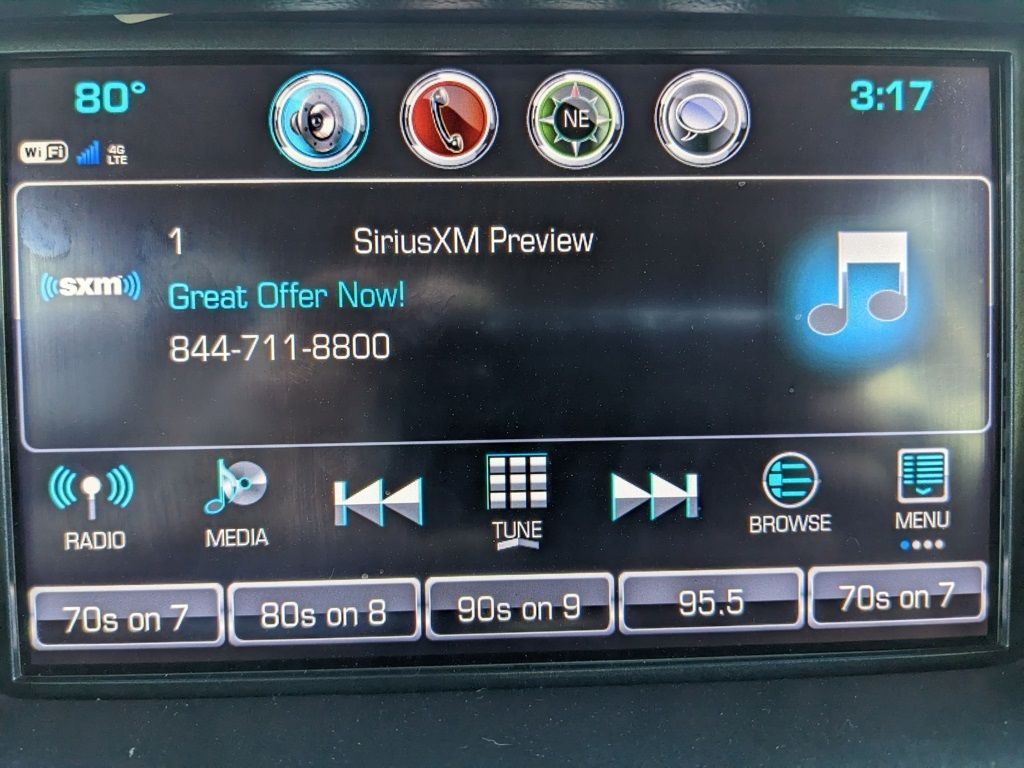 80°
NE
3:17
WiFi
4G
LTE
1
SiriusXM Preview
((sxm))
Great Offer Now!
844-711-8800
RADIO
MEDIA
TUNE
BROWSE
MENU
70s on 7
80s on 8
90s on 9
95.5
70s on 7